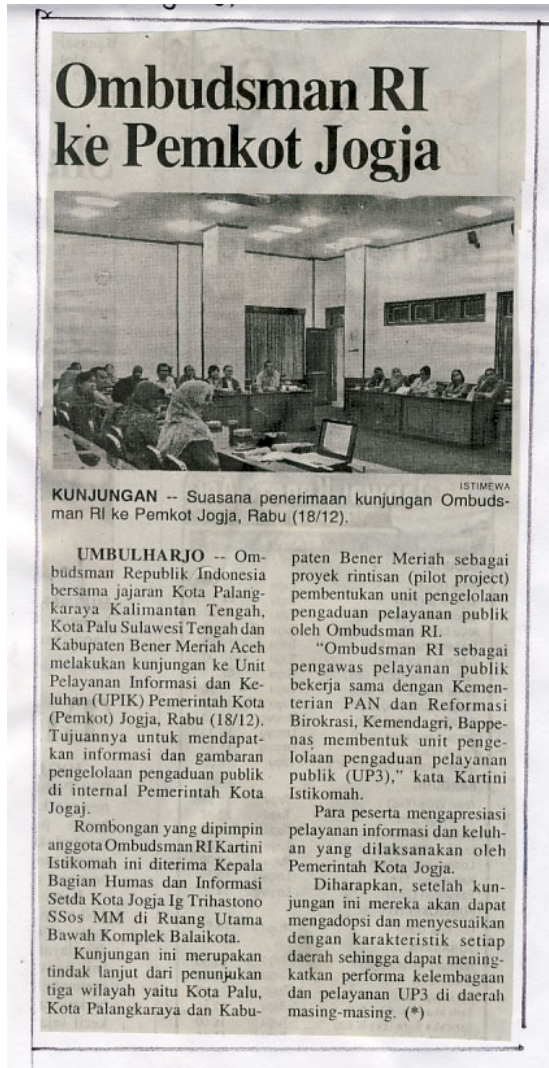 Ombudsman RI
ke Pemkot Jogja
ISTIMEWA
KUNJUNGAN -- Suasana penerimaan kunjungan Ombuds-
man RI ke Pemkot Jogja, Rabu (18/12).
UMBULHARJO -- Om-
budsman Republik Indonesia
bersama jajaran Kota Palang-
karaya Kalimantan Tengah,
Kota Palu Sulawesi Tengah dan
Kabupaten Bener Meriah Aceh
melakukan kunjungan ke Unit
Pelayanan Informasi dan Ke-
luhan (UPIK) Pemerintah Kota
(Pemkot) Jogja, Rabu (18/12).
Tujuannya untuk mendapat-
kan informasi dan gambaran
pengelolaan pengaduan publik
di internal Pemerintah Kota
Jogaj.
Rombongan yang dipimpin
anggota Ombudsman RI Kartini
Istikomah ini diterima Kepala
Bagian Humas dan Informasi
Setda Kota Jogja Ig Trihastono
SSos MM di Ruang Utama
Bawah Komplek Balaikota.
Kunjungan ini merupakan
tindak lanjut dari penunjukan
tiga wilayah yaitu Kota Palu,
Kota Palangkaraya dan Kabu-
paten Bener Meriah sebagai
proyek rintisan (pilot project)
pembentukan unit pengelolaan
pengaduan pelayanan publik
oleh Ombudsman RI.
"Ombudsman RI sebagai
pengawas pelayanan publik
bekerja sama dengan Kemen-
terian PAN dan Reformasi
Birokrasi, Kemendagri, Bappe-
nas membentuk unit penge-
lolaan pengaduan pelayanan
publik (UP3)," kata Kartini
Istikomah.
Para peserta mengapresiasi
pelayanan informasi dan keluh-
an yang dilaksanakan oleh
Pemerintah Kota Jogja.
Diharapkan, setelah kun-
jungan ini mereka akan dapat
mengadopsi dan menyesuaikan
dengan karakteristik setiap
daerah sehingga dapat mening-
katkan performa kelembagaan
dan pelayanan UP3 di daerah
masing-masing. (*)